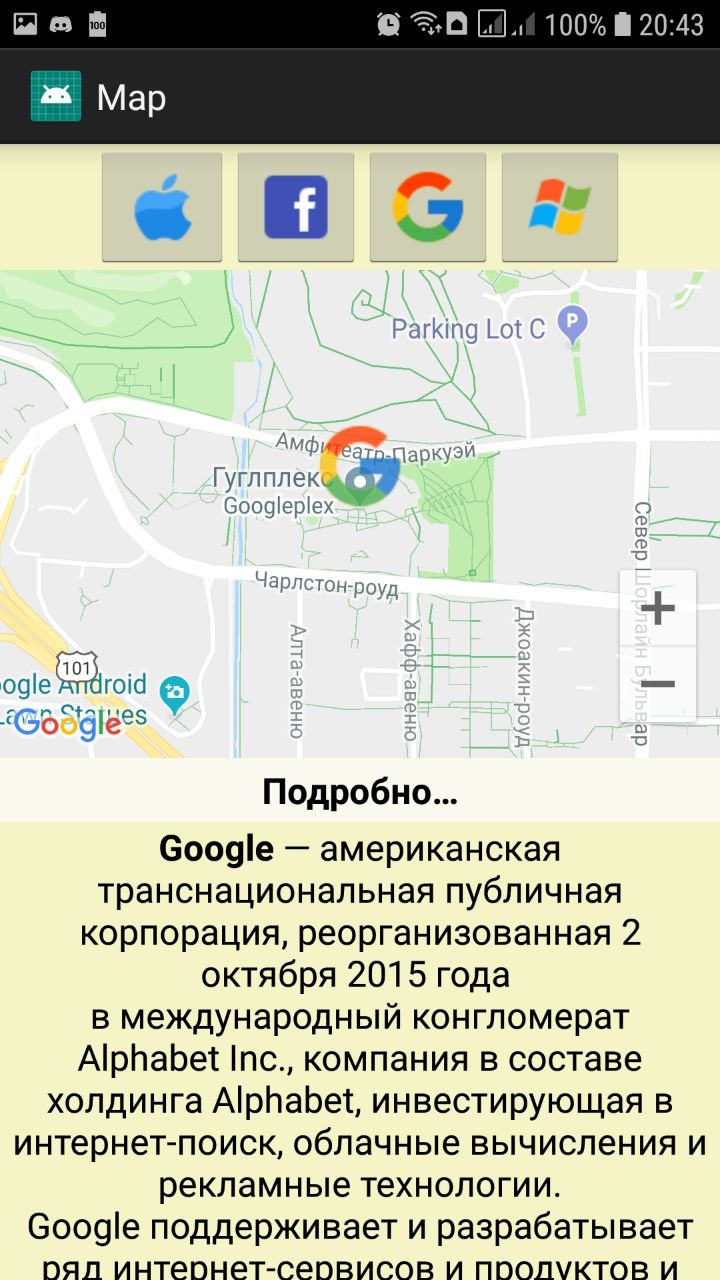 100% 20:43
Map
Parking Lot C
P
Амфитеатр-Паркуэй
Гуглплекс
Googleplex
Чарлстон-роуд
Север Шорлайн Бульвар
Алта-авеню
Хафф-авеню
Джоакин-роуд
101
oogle Android
Lawn Statues
Google
+
−
Подробно…
Google — американская
транснациональная публичная
корпорация, реорганизованная 2
октября 2015 года
в международный конгломерат
Alphabet Inc., компания в составе
холдинга Alphabet, инвестирующая в
интернет-поиск, облачные вычисления и
рекламные технологии.
Google поддерживает и разрабатывает
ряд интернет-сервисов и продуктов и